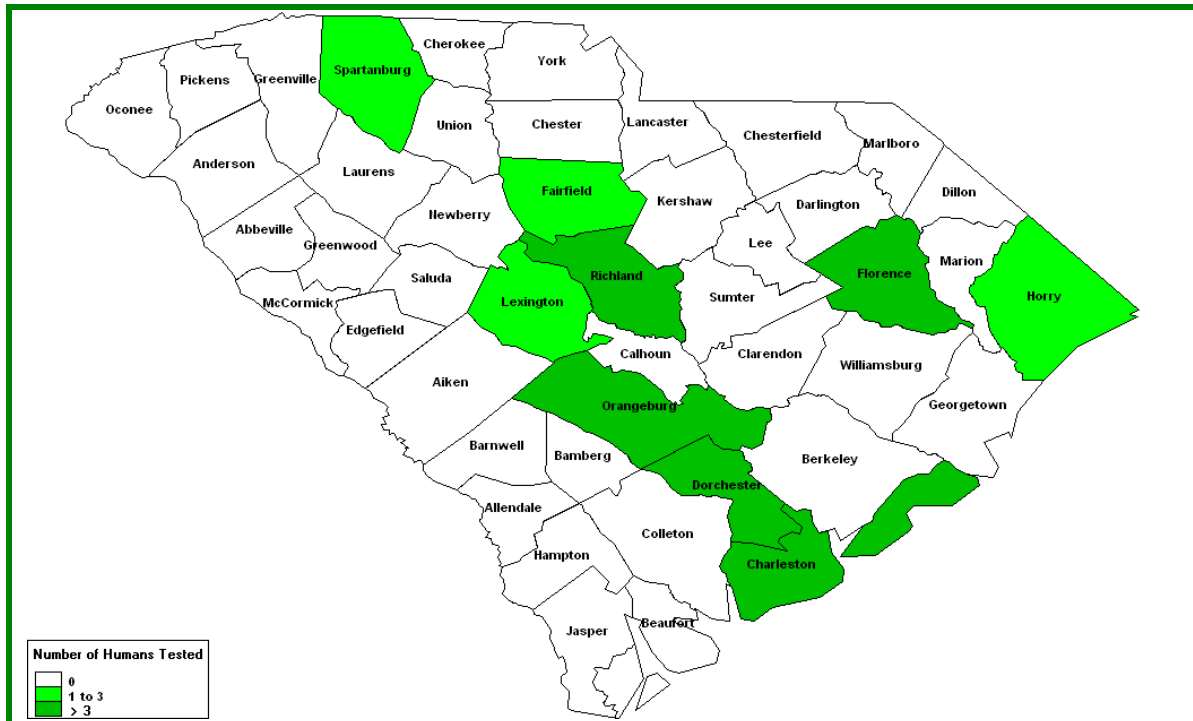 Cherokee
York
Spartanburg
Pickens
Greenville
Oconee
Union
Chester
Lancaster
Chesterfield
Marlboro
Anderson
Laurens
Fairfield
Kershaw
Darlington
Dillon
Newberry
Abbeville
Greenwood
Lee
Marion
Saluda
Richland
Florence
McCormick
Lexington
Sumter
Horry
Edgefield
Calhoun
Clarendon
Williamsburg
Aiken
Orangeburg
Georgetown
Barnwell
Bamberg
Berkeley
Dorchester
Allendale
Colleton
Hampton
Charleston
Jasper
Beaufort
Number of Humans Tested
0
1 to 3
> 3